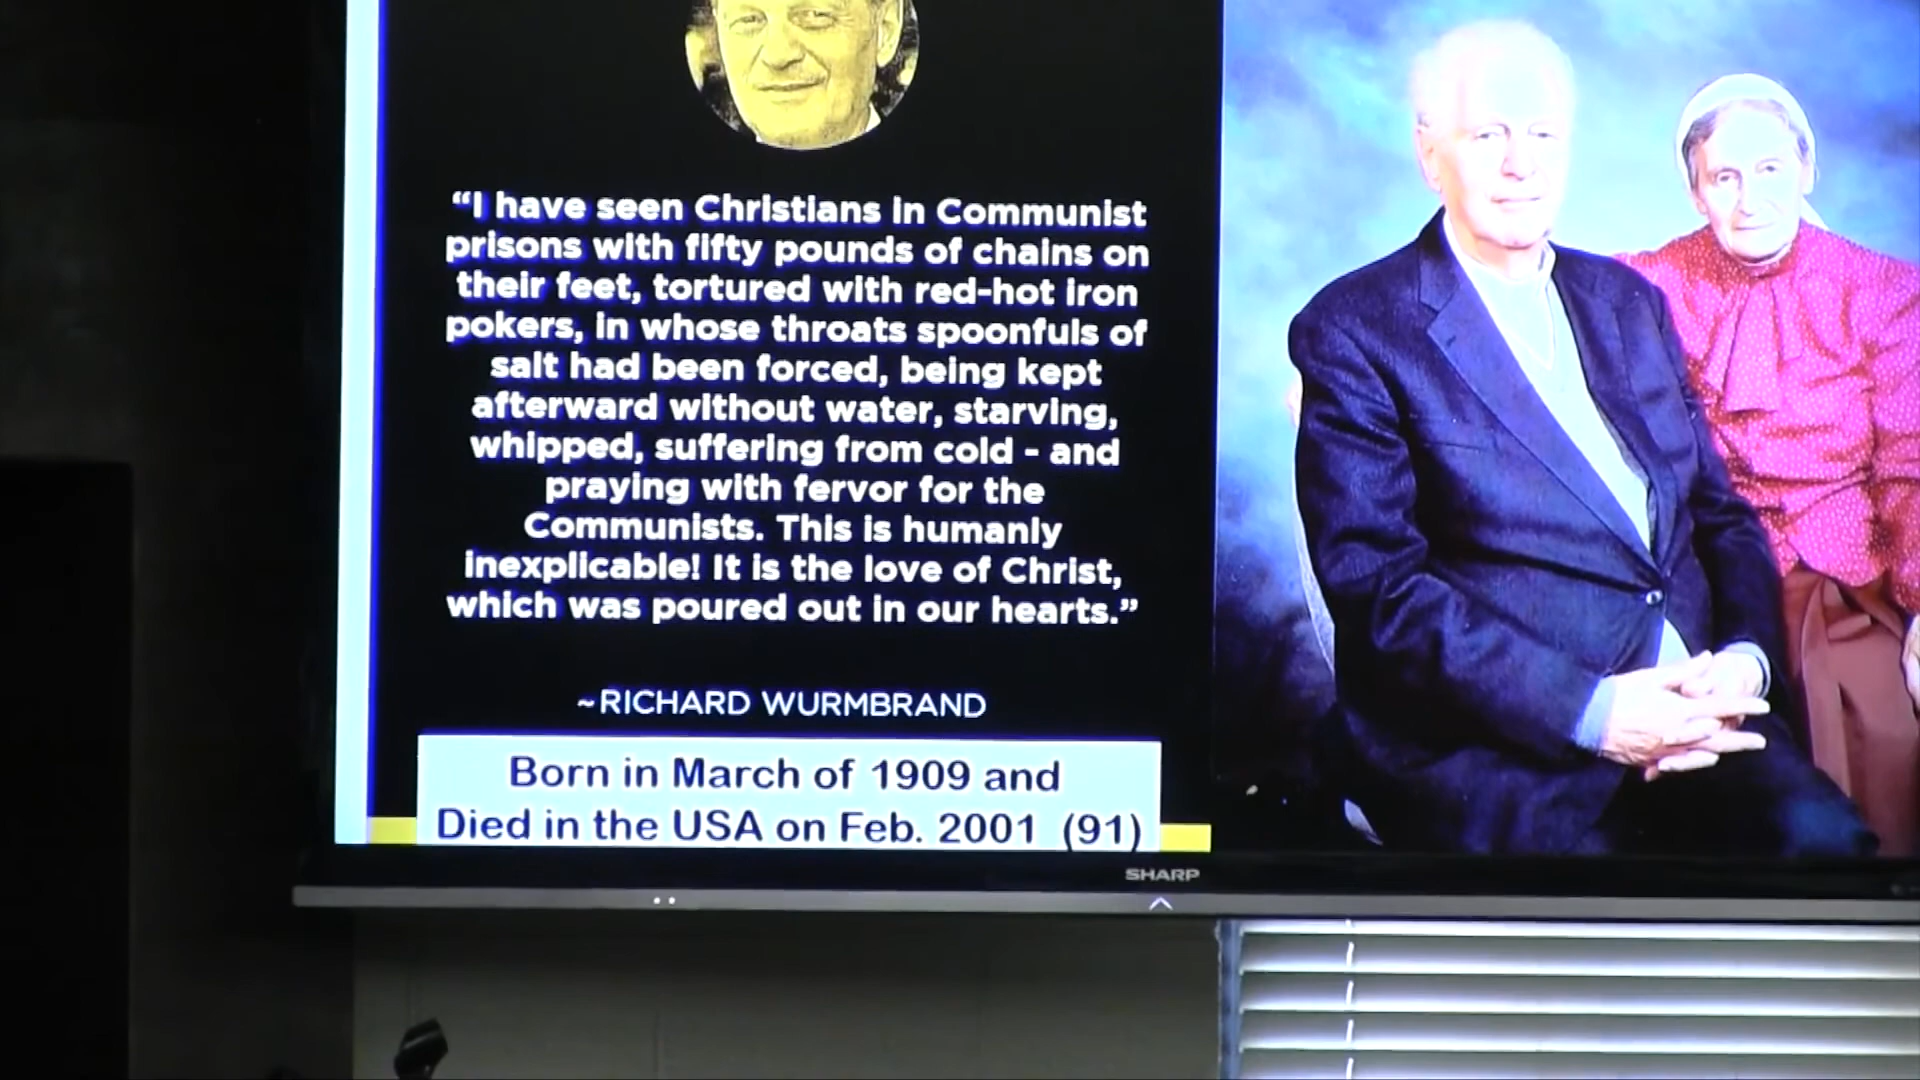 “I have seen Christians in Communist
prisons with fifty pounds of chains on
their feet, tortured with red-hot iron
pokers, in whose throats spoonfuls of
salt had been forced, being kept
afterward without water, starving,
whipped, suffering from cold - and
praying with fervor for the
Communists. This is humanly
inexplicable! It is the love of Christ,
which was poured out in our hearts.”
~RICHARD WURMBRAND
Born in March of 1909 and
Died in the USA on Feb. 2001 (91)
SHARP